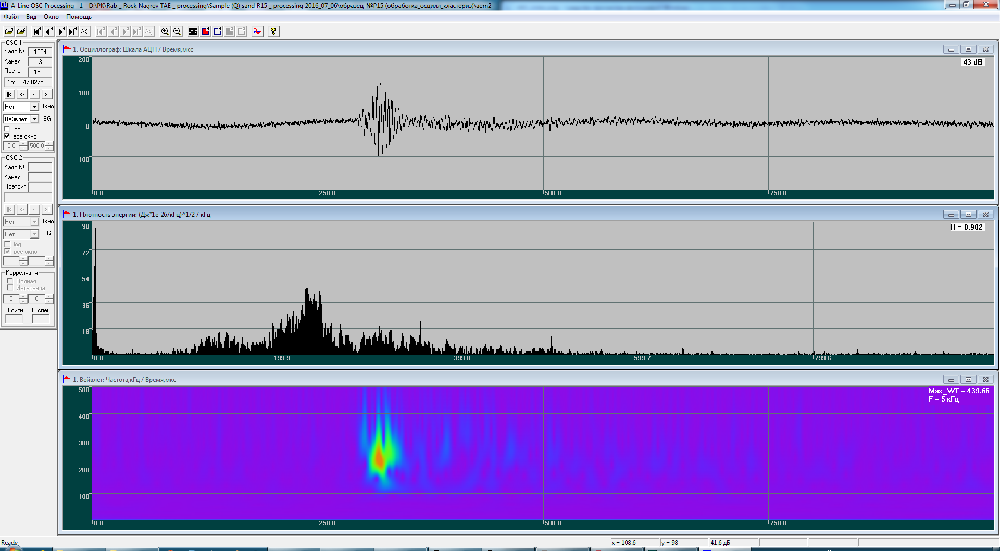 A-Line OSC Processing   1 - D:\PK\Rab _ Rock Nagrev TAE _ processing\Sample (Q) sand R15 _ processing 2016_07_06\образец-№P15 (обработка_осцилл_кластериз)\aem2
Файл Вид Окно Помощь
SG
OSC-1
Кадр № 1304
Канал 3
Претриг 1500
15:06:47.027593
Нет Окно
Вейвлет SG
log
все окно
0.0 500.0
OSC-2
Кадр №
Канал
Претриг
Нет Окно
Нет SG
log
все окно
Корреляция
Полная
Интервала:
0 0
R сигн. R спек.
1. Осциллограф: Шкала АЦП / Время,мкс
43 dB
200
100
0
-100
0.0 250.0 500.0 750.0
1. Плотность энергии: (Дж*1e-26/кГц)^1/2 / кГц
H = 0.902
90
72
54
36
18
0.0 199.9 399.8 599.7 799.6
1. Вейвлет: Частота,кГц / Время,мкс
Max_WT = 439.66
F = 5 кГц
500
400
300
200
100
0.0 250.0 500.0 750.0
Ready x = 108.6 y = 98 41.6 дБ